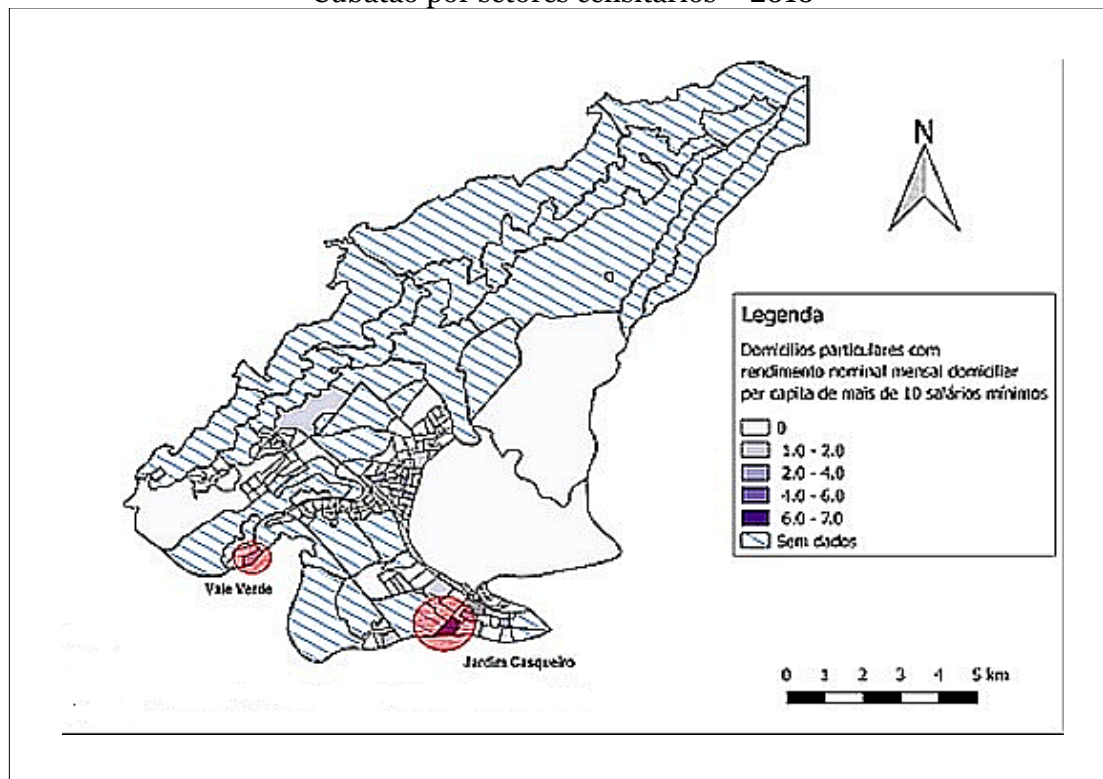 Cubatão por setores censitários – 2010
N
Legenda
Domicílios particulares com
rendimento nominal mensal domiciliar
per capita de mais de 10 salários mínimos
0
1.0 - 2.0
2.0 - 4.0
4.0 - 6.0
6.0 - 7.0
Sem dados
Vale Verde
Jardim Casqueiro
0 1 2 3 4 5 km